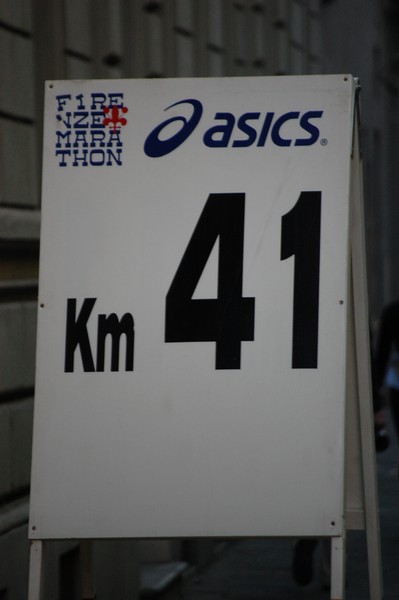 FIRE
NZE
MARA
THON
asics®
Km 41